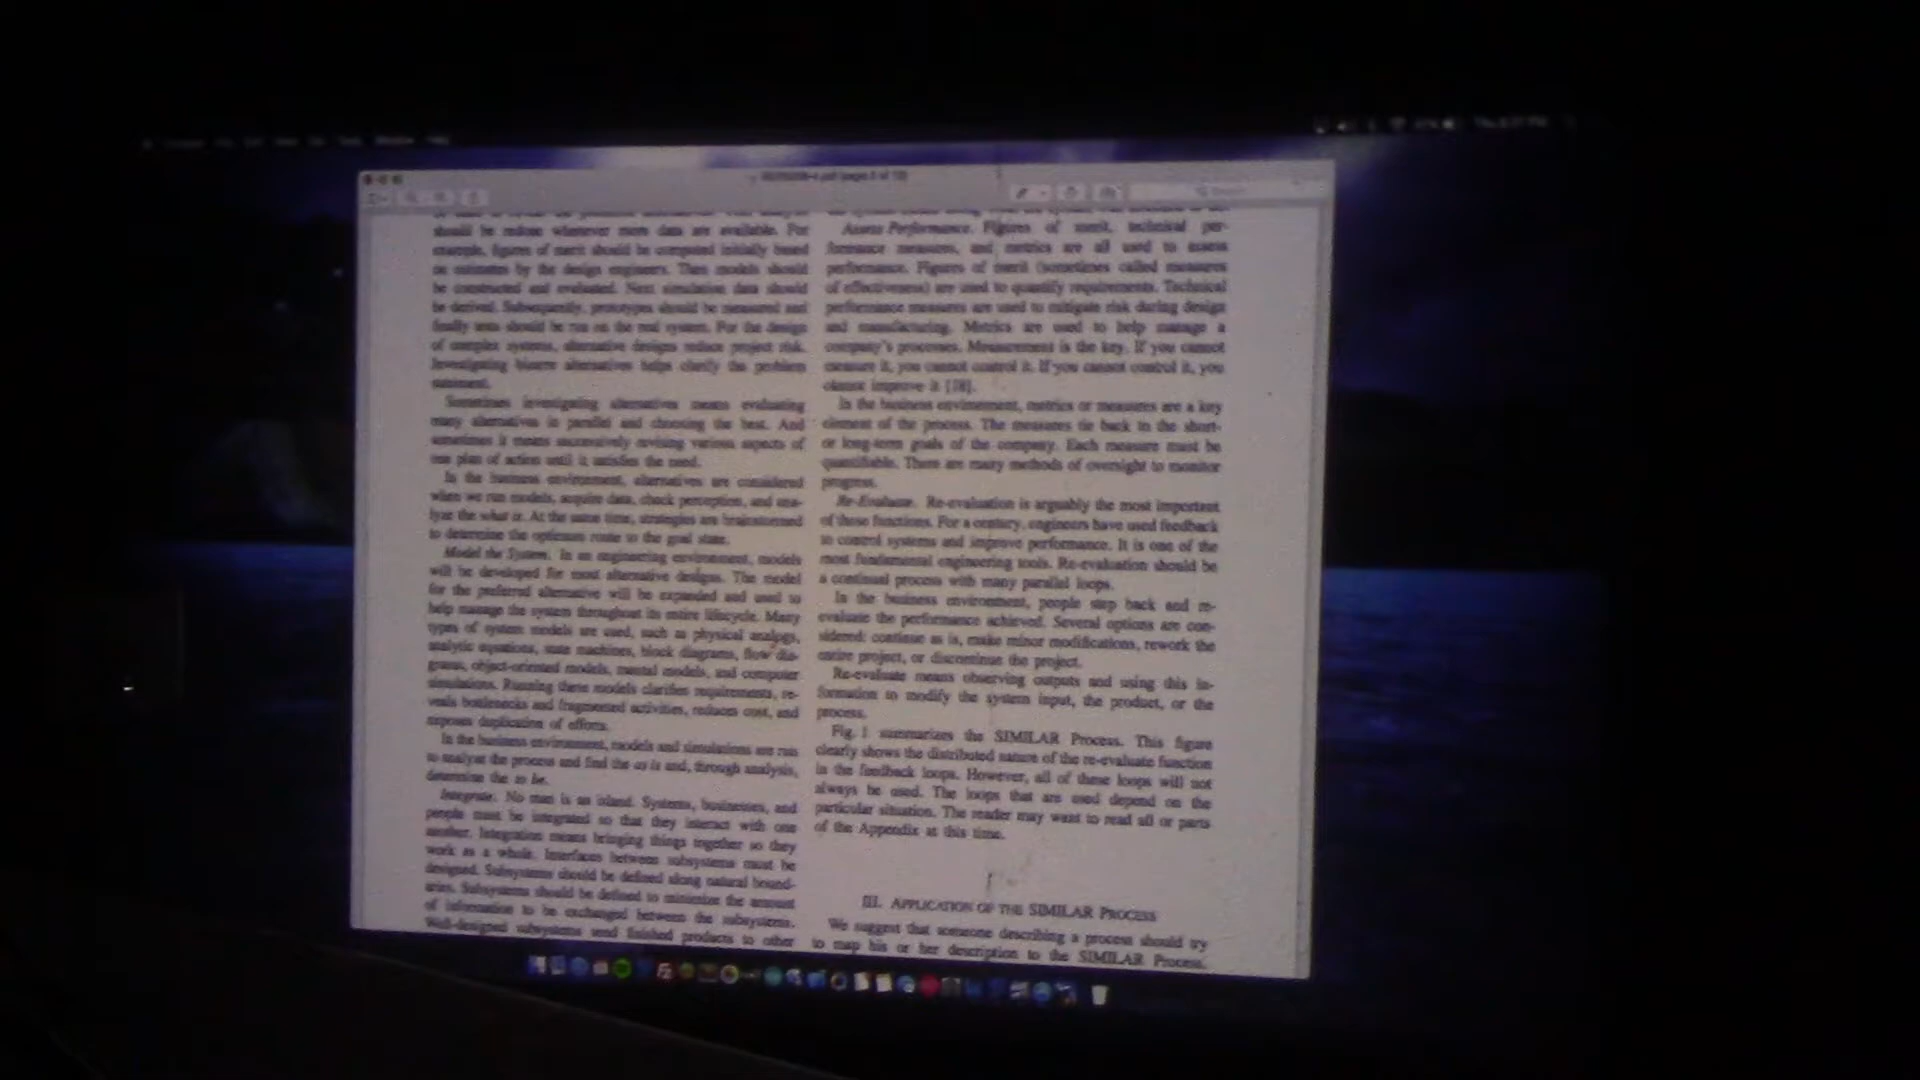 should be redone whenever more data are available. For
example, figures of merit should be computed initially based
on estimates by the design engineers. Then models should
be constructed and evaluated. Next simulation data should
be derived. Subsequently, prototypes should be measured and
finally tests should be run on the real system. For the design
of complex systems, alternative designs reduce project risk.
Investigating bizarre alternatives helps clarify the problem
statement.
Sometimes investigating alternatives means evaluating
many alternatives in parallel and choosing the best. And
sometimes it means successively revising various aspects of
one plan of action until it satisfies the need.
In the business environment, alternatives are considered
when we run models, acquire data, check perception, and ana-
lyze the what is. At the same time, strategies are brainstormed
to determine the optimum route to the goal state.
Model the System. In an engineering environment, models
will be developed for most alternative designs. The model
for the preferred alternative will be expanded and used to
help manage the system throughout its entire lifecycle. Many
types of system models are used, such as physical analogs,
analytic equations, state machines, block diagrams, flow dia-
grams, object-oriented models, mental models, and computer
simulations. Running these models clarifies requirements, re-
veals bottlenecks and fragmented activities, reduces cost, and
exposes duplication of efforts.
In the business environment, models and simulations are run
to analyze the process and find the as is and, through analysis,
determine the to be.
Integrate. No man is an island. Systems, businesses, and
people must be integrated so that they interact with one
another. Integration means bringing things together so they
work as a whole. Interfaces between subsystems must be
designed. Subsystems should be defined along natural bound-
aries. Subsystems should be defined to minimize the amount
of information to be exchanged between the subsystems.
Well-designed subsystems send finished products to other
Assess Performance. Figures of merit, technical per-
formance measures, and metrics are all used to assess
performance. Figures of merit (sometimes called measures
of effectiveness) are used to quantify requirements. Technical
performance measures are used to mitigate risk during design
and manufacturing. Metrics are used to help manage a
company's processes. Measurement is the key. If you cannot
measure it, you cannot control it. If you cannot control it, you
cannot improve it [18].
In the business environment, metrics or measures are a key
element of the process. The measures tie back to the short-
or long-term goals of the company. Each measure must be
quantifiable. There are many methods of oversight to monitor
progress.
Re-Evaluate. Re-evaluation is arguably the most important
of these functions. For a century, engineers have used feedback
to control systems and improve performance. It is one of the
most fundamental engineering tools. Re-evaluation should be
a continual process with many parallel loops.
In the business environment, people step back and re-
evaluate the performance achieved. Several options are con-
sidered: continue as is, make minor modifications, rework the
entire project, or discontinue the project.
Re-evaluate means observing outputs and using this in-
formation to modify the system input, the product, or the
process.
Fig. 1 summarizes the SIMILAR Process. This figure
clearly shows the distributed nature of the re-evaluate function
in the feedback loops. However, all of these loops will not
always be used. The loops that are used depend on the
particular situation. The reader may want to read all or parts
of the Appendix at this time.
III. APPLICATION OF THE SIMILAR PROCESS
We suggest that someone describing a process should try
to map his or her description to the SIMILAR Process.